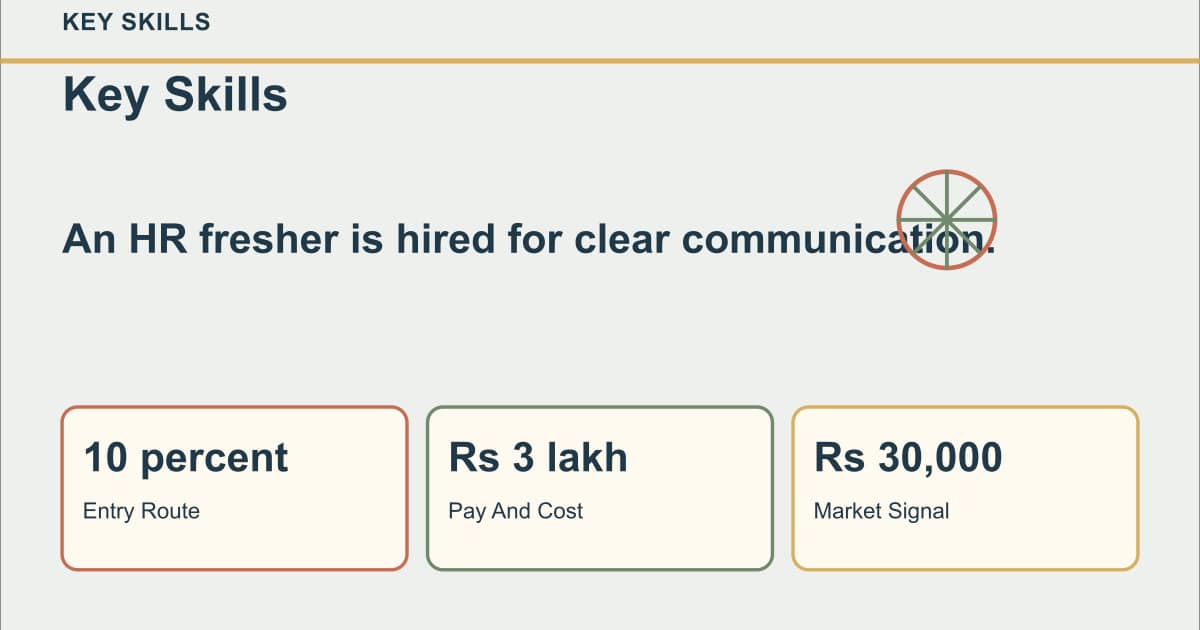 KEY SKILLS
Key Skills
An HR fresher is hired for clear communication.
10 percent
Entry Route
Rs 3 lakh
Pay And Cost
Rs 30,000
Market Signal